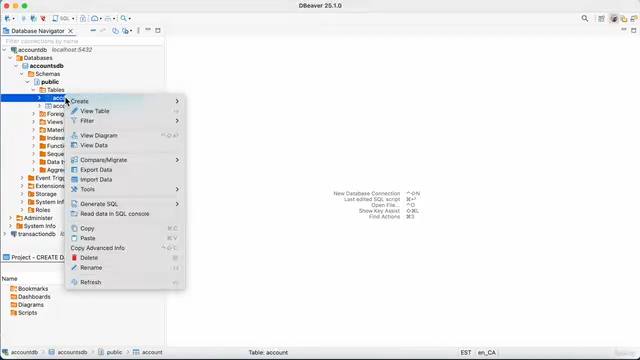 DBeaver 25.1.0
SQL
Database Navigator
Filter connections by name
accountdb localhost:5432
Databases
accountsdb
Schemas
public
Tables
Create
View Table
Filter
View Diagram
View Data
Compare/Migrate
Export Data
Import Data
Tools
Generate SQL
Read data in SQL console
Copy ⌘C
Paste ⌘V
Copy Advanced Info
Delete
Rename
Refresh
Event Trigg
Extensions
Storage
System Info
Roles
Administer
System Info
transactiondb
Project - CREATE D
Name
Bookmarks
Dashboards
Diagrams
Scripts
New Database Connection
Last edited SQL script
Open File...
Show Key Assist
Find Actions ⌘3
accountdb
accountsdb
public
account
Table: account
EST
en_CA